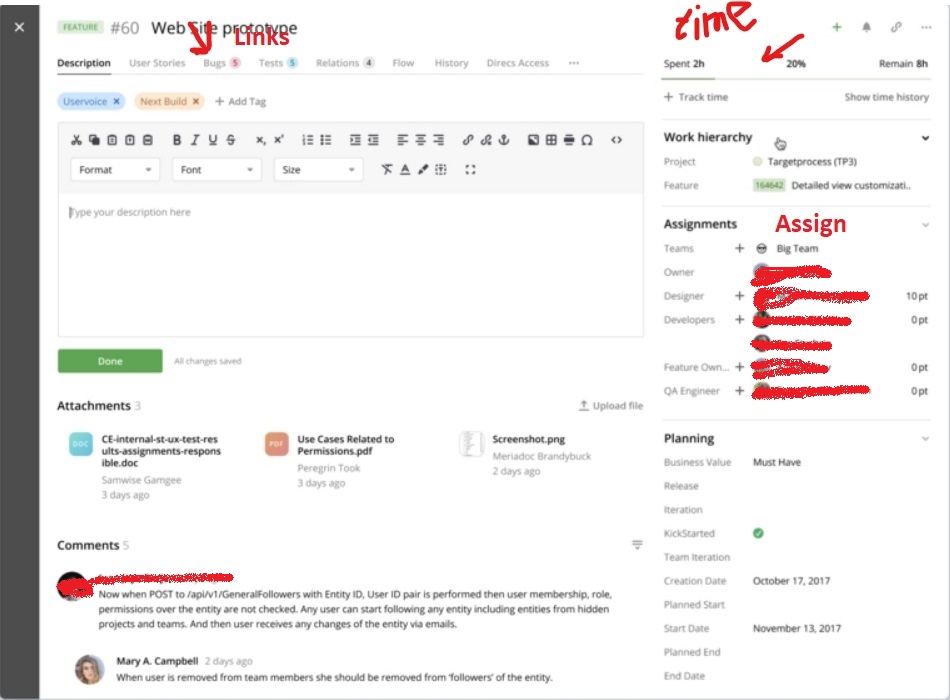 time
× FEATURE #60 Web Site prototype
Links
Description User Stories Bugs 5 Tests 5 Relations 4 Flow History Direcs Access ...
Uservoice × Next Build × + Add Tag
B I U S x, x'
Format Font Size
Type your description here
Done All changes saved
Attachments 3 Upload file
CE-internal-st-ux-test-res
ults-assignments-respons
ible.doc
Samwise Gamgee
3 days ago
DOC
PDF
Use Cases Related to
Permissions.pdf
Peregrin Took
3 days ago
Screenshot.png
Meriadoc Brandybuck
2 days ago
Comments 5
Now when POST to /api/v1/GeneralFollowers with Entity ID, User ID pair is performed then user membership, role,
permissions over the entity are not checked. Any user can start following any entity including entities from hidden
projects and teams. And then user receives any changes of the entity via emails.
Mary A. Campbell 2 days ago
When user is removed from team members she should be removed from 'followers' of the entity.
Spent 2h 20% Remain 8h
+ Track time Show time history
Work hierarchy
Project Targetprocess (TP3)
Feature 164642 Detailed view customizati..
Assignments
Assign
Teams + Big Team
Owner
Designer + 10 pt
Developers + 0 pt
Feature Own... + 0 pt
QA Engineer + 0 pt
Planning
Business Value Must Have
Release
Iteration
KickStarted
Team Iteration
Creation Date October 17, 2017
Planned Start
Start Date November 13, 2017
Planned End
End Date